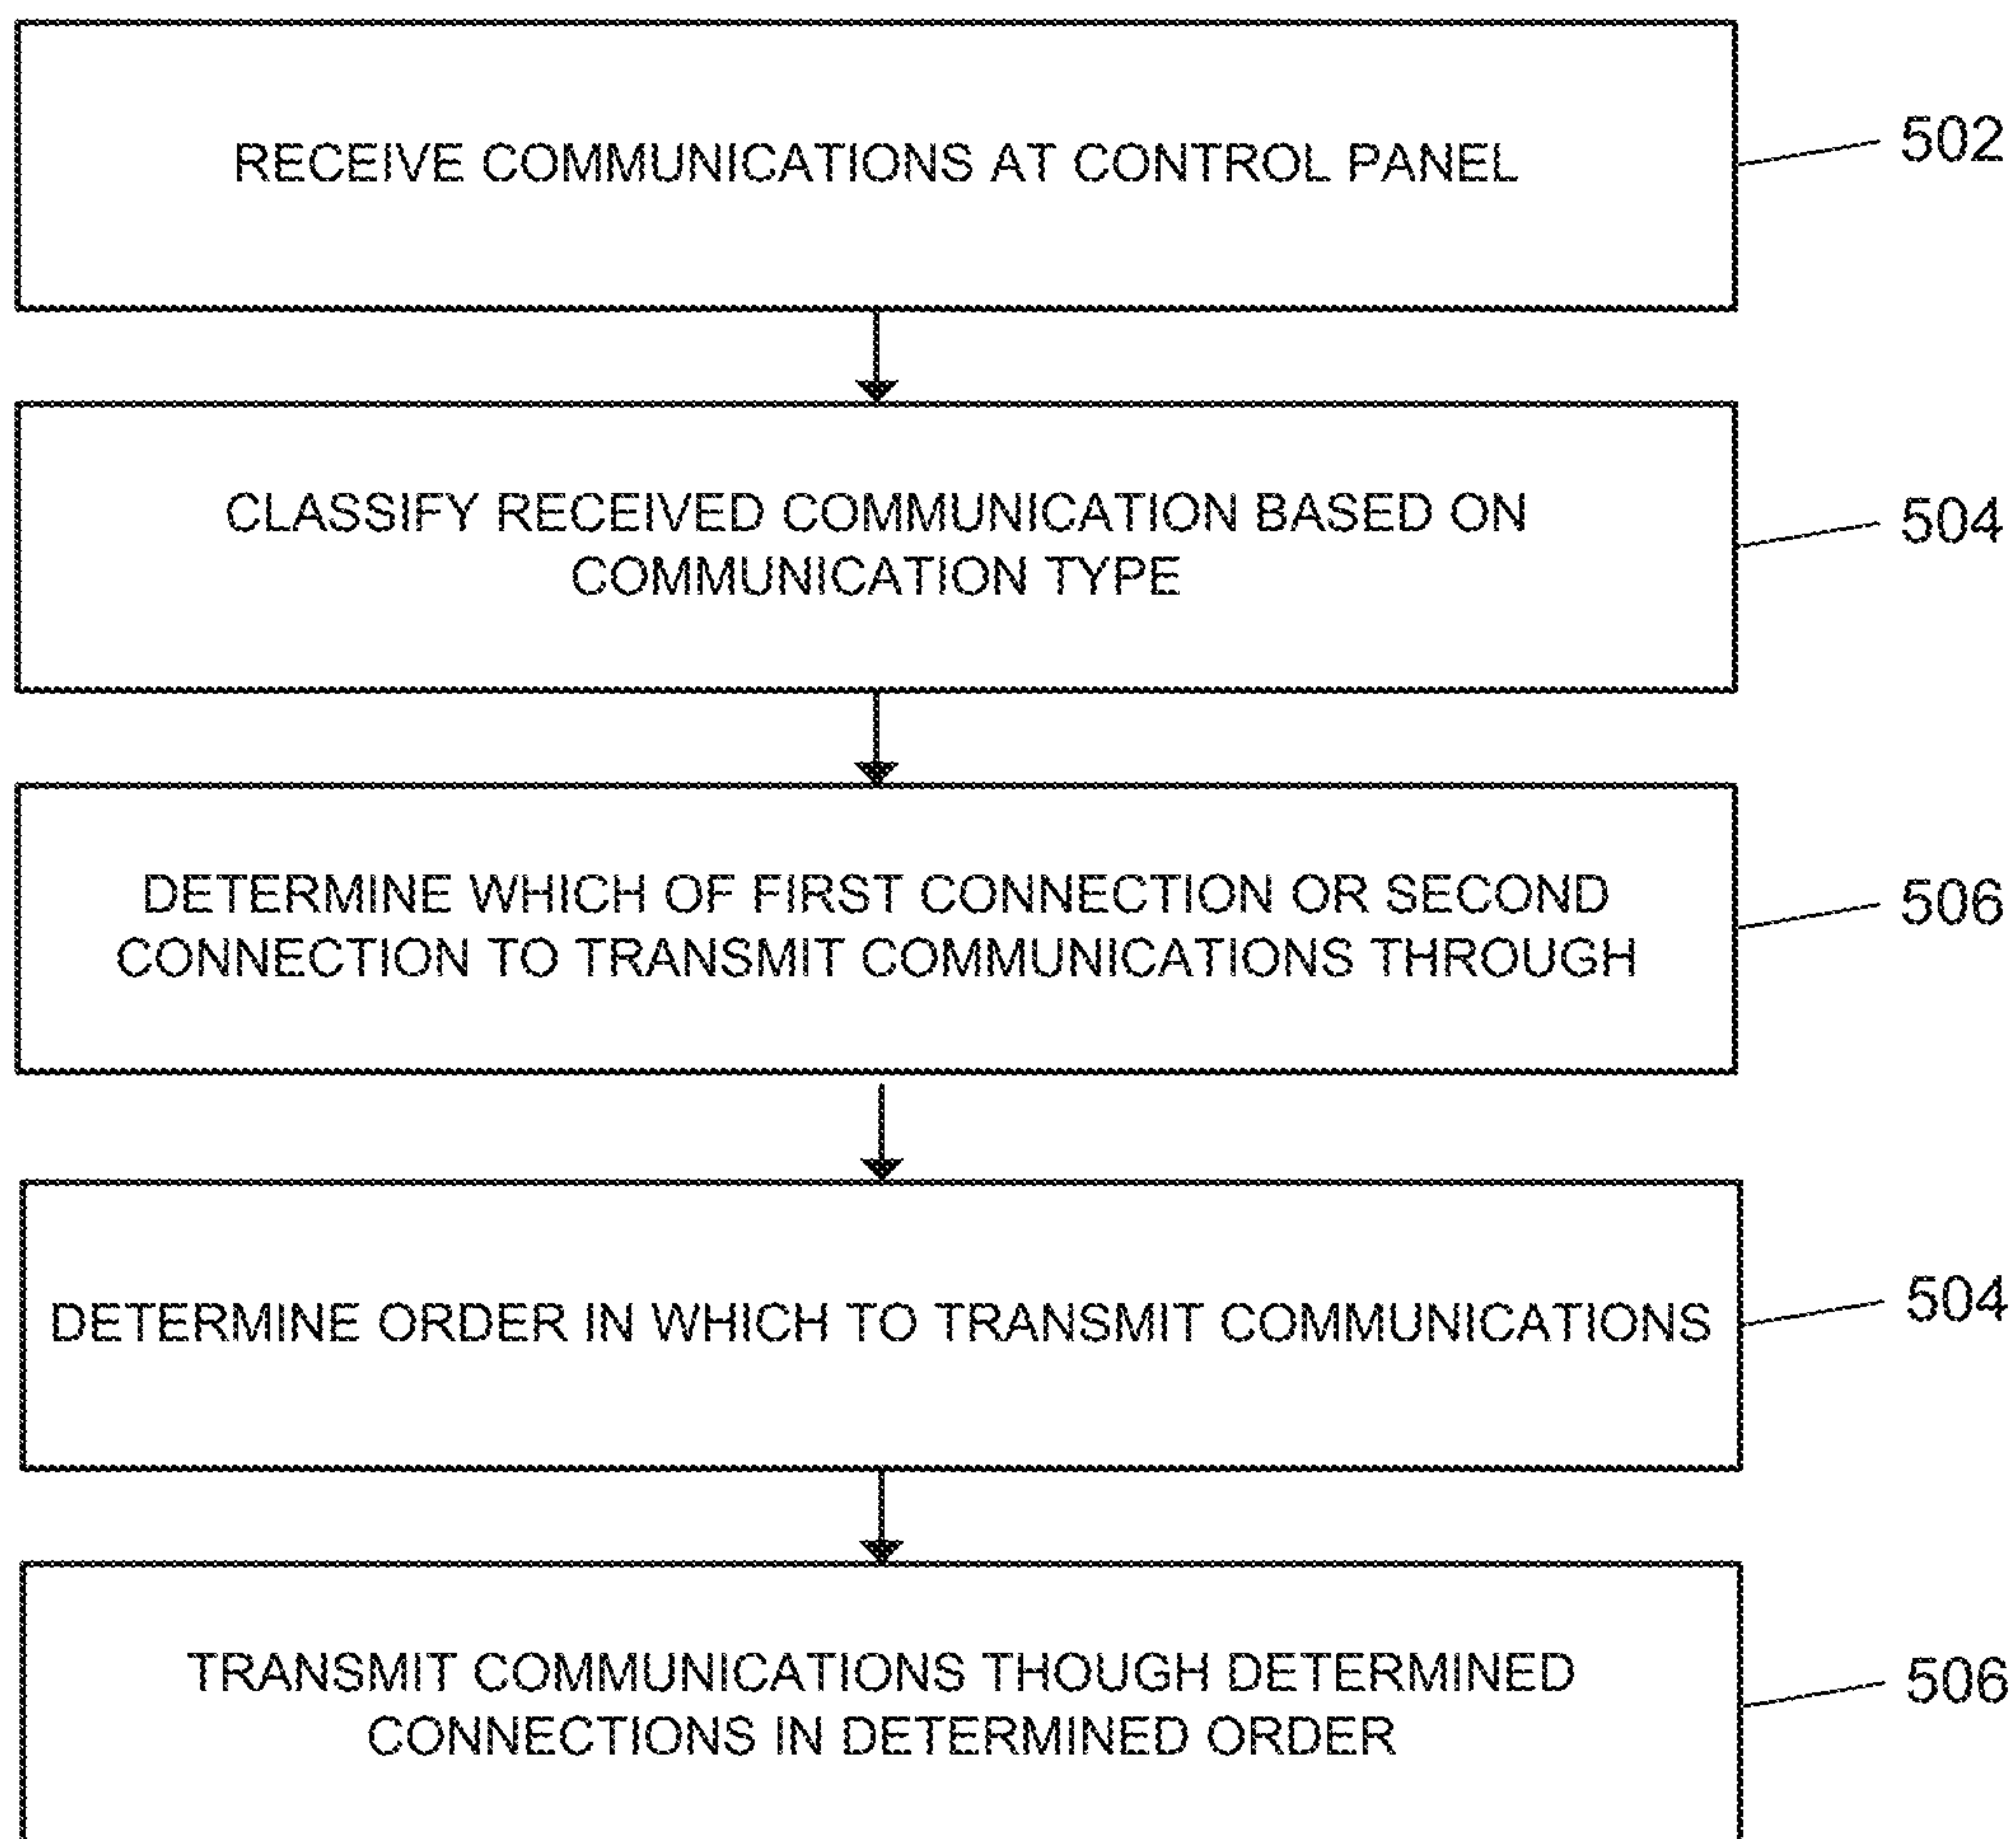 RECEIVE COMMUNICATIONS AT CONTROL PANEL
502
CLASSIFY RECEIVED COMMUNICATION BASED ON
COMMUNICATION TYPE
504
DETERMINE WHICH OF FIRST CONNECTION OR SECOND
CONNECTION TO TRANSMIT COMMUNICATIONS THROUGH
506
DETERMINE ORDER IN WHICH TO TRANSMIT COMMUNICATIONS
504
TRANSMIT COMMUNICATIONS THOUGH DETERMINED
CONNECTIONS IN DETERMINED ORDER
506